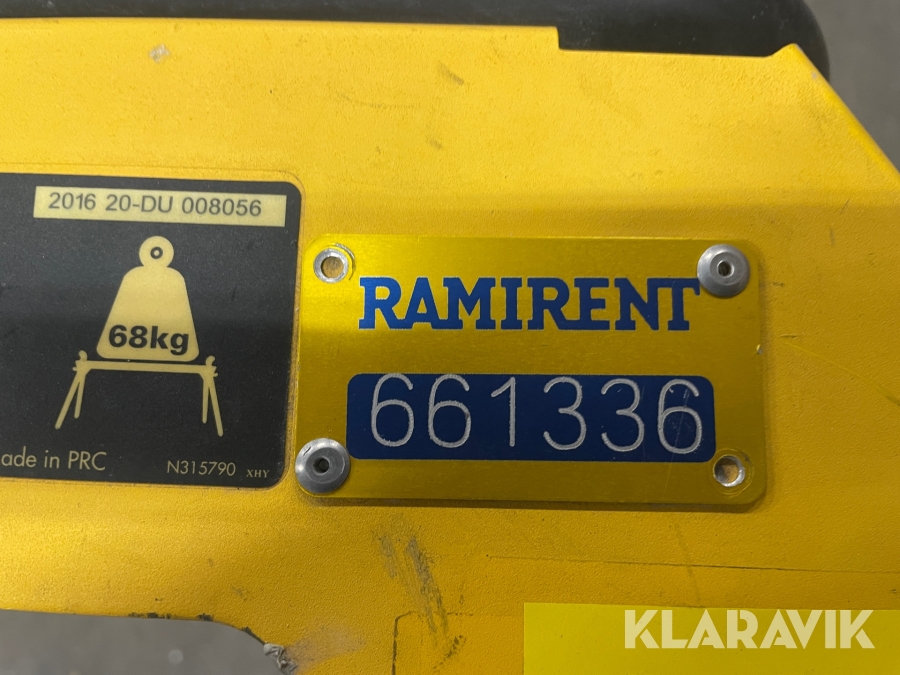 2016 20-DU 008056
68kg
ade in PRC
N315790 XHY
RAMIRENT
661336
KLARAVIK